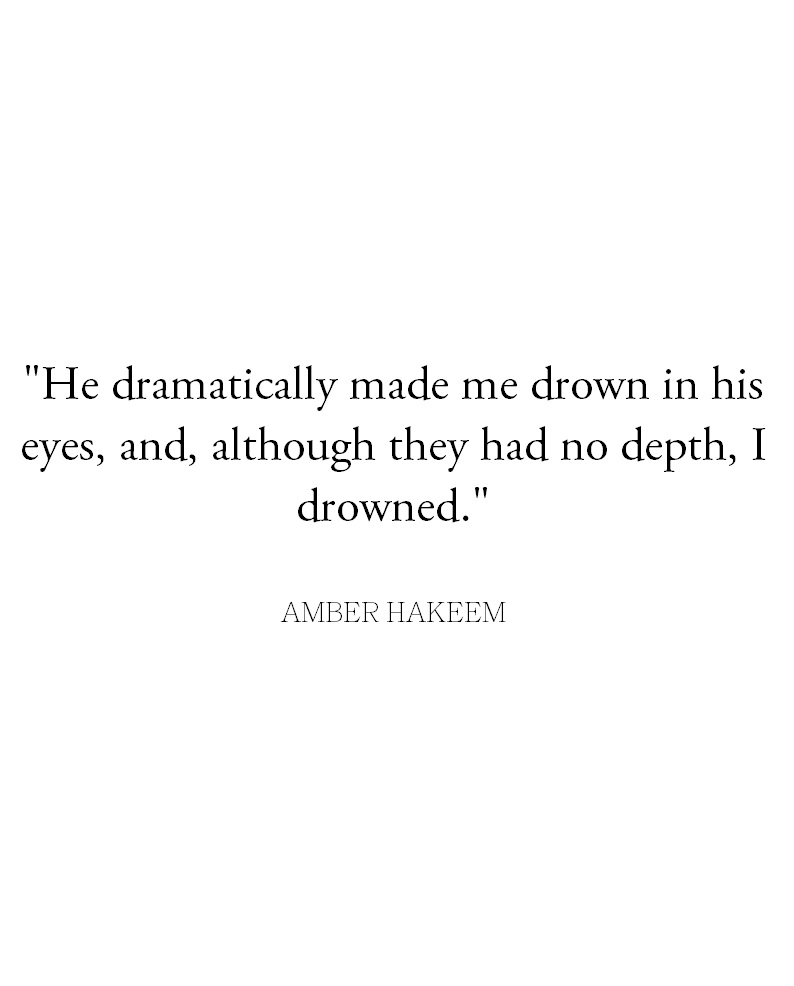 "He dramatically made me drown in his
eyes, and, although they had no depth, I
drowned."
AMBER HAKEEM